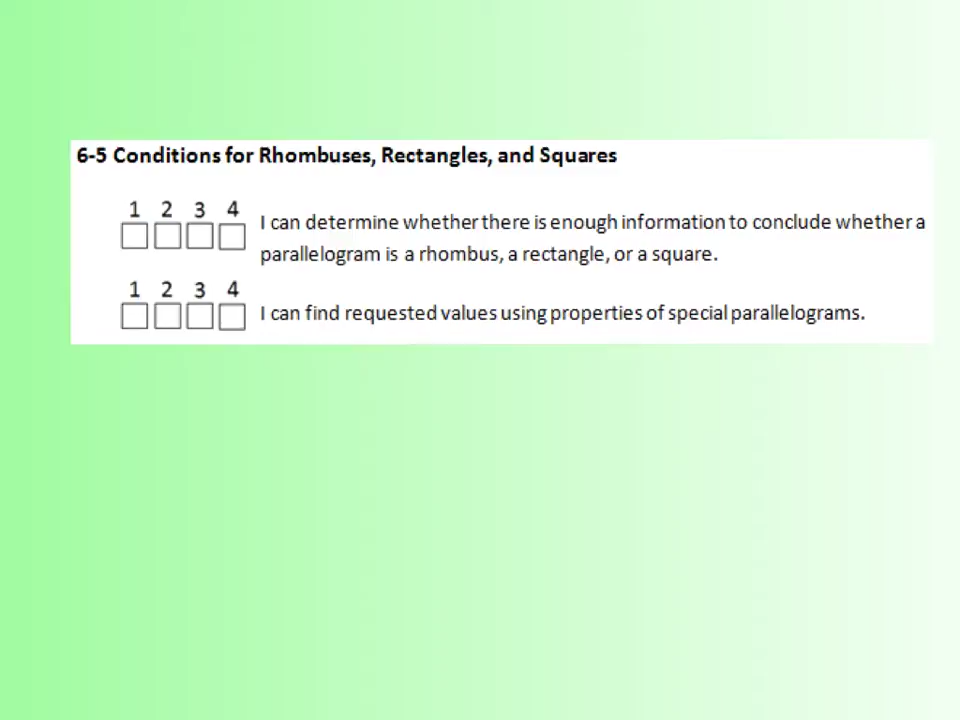 6-5 Conditions for Rhombuses, Rectangles, and Squares
1 2 3 4
I can determine whether there is enough information to conclude whether a
parallelogram is a rhombus, a rectangle, or a square.
1 2 3 4
I can find requested values using properties of special parallelograms.